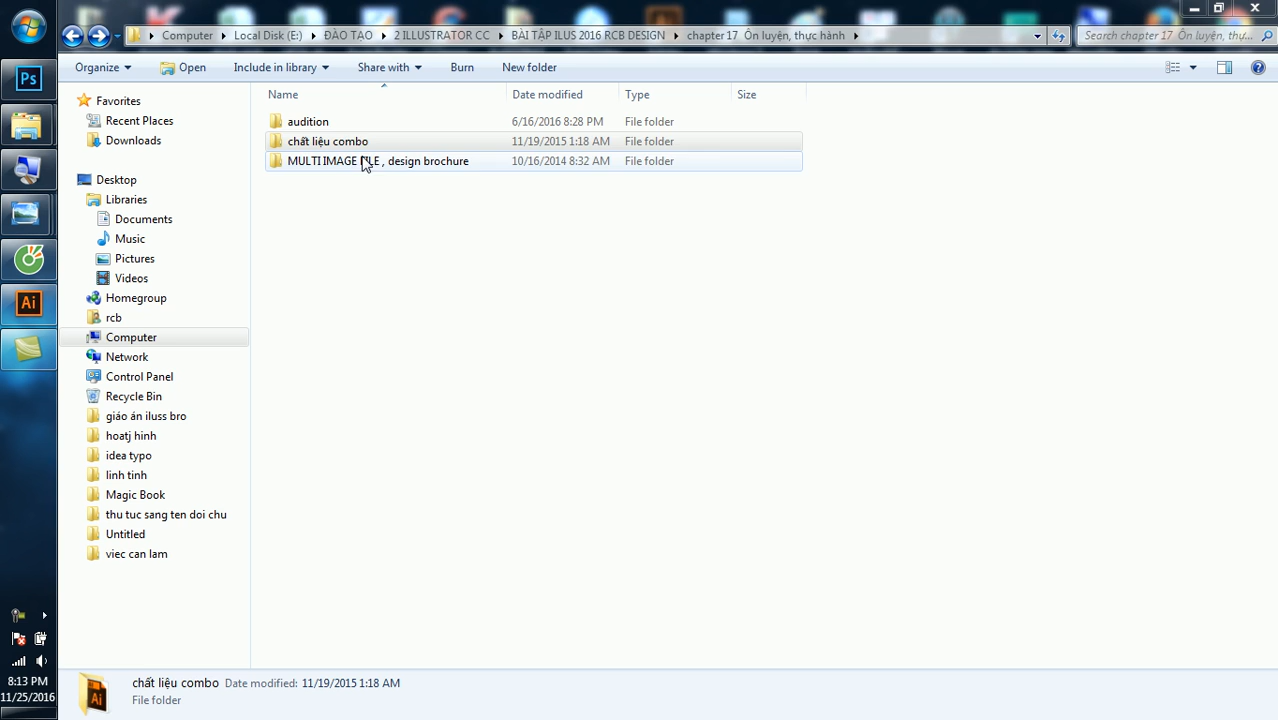 Computer Local Disk (E:) ĐÀO TẠO 2 ILLUSTRATOR CC BÀI TẬP ILUS 2016 RCB DESIGN chapter 17 Ôn luyện, thực hành Search chapter 17 Ôn luyện, thực...
Organize Open Include in library Share with Burn New folder
Ps
Ai
Favorites
Recent Places
Downloads
Desktop
Libraries
Documents
Music
Pictures
Videos
Homegroup
rcb
Computer
Network
Control Panel
Recycle Bin
giáo án iluss bro
hoatj hinh
idea typo
linh tinh
Magic Book
thu tuc sang ten doi chu
Untitled
viec can lam
Name Date modified Type Size
audition 6/16/2016 8:28 PM File folder
chất liệu combo 11/19/2015 1:18 AM File folder
MULTI IMAGE FILE , design brochure 10/16/2014 8:32 AM File folder
8:13 PM
11/25/2016
Ai
chất liệu combo Date modified: 11/19/2015 1:18 AM
File folder